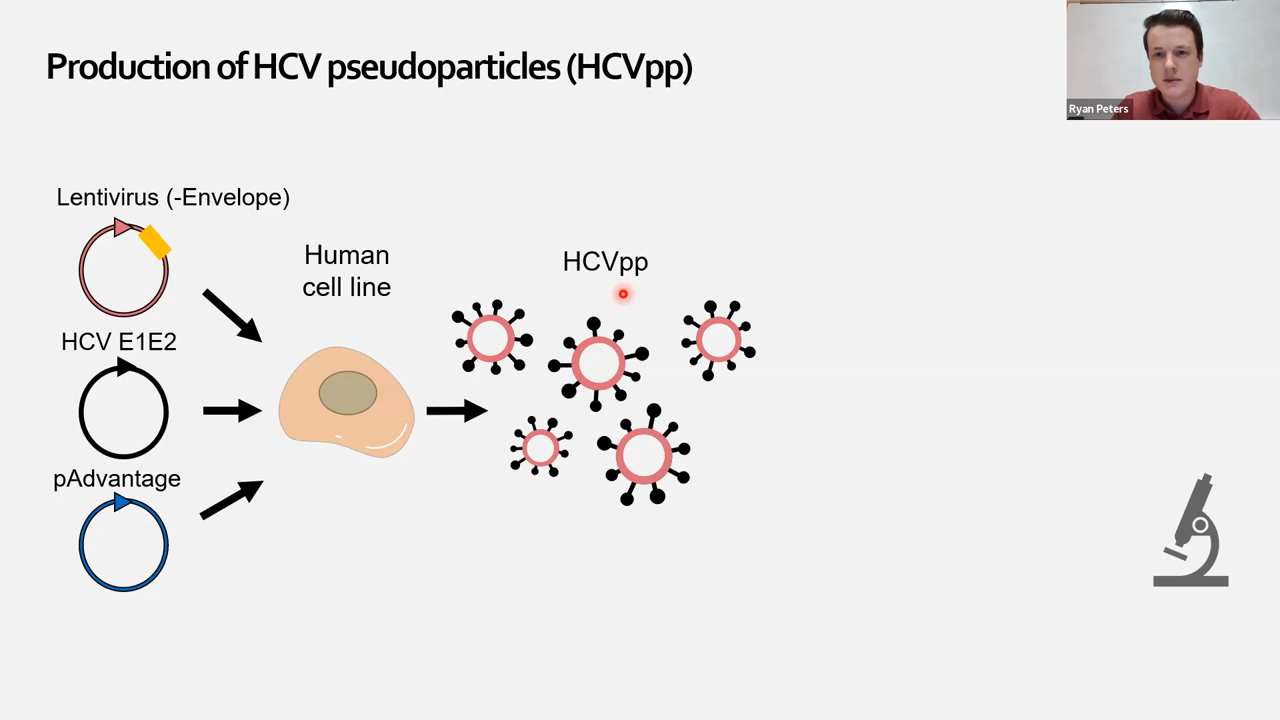 Production of HCV pseudoparticles (HCVpp)
Ryan Peters
Lentivirus (-Envelope)
Human
cell line
HCVpp
HCV E1E2
pAdvantage